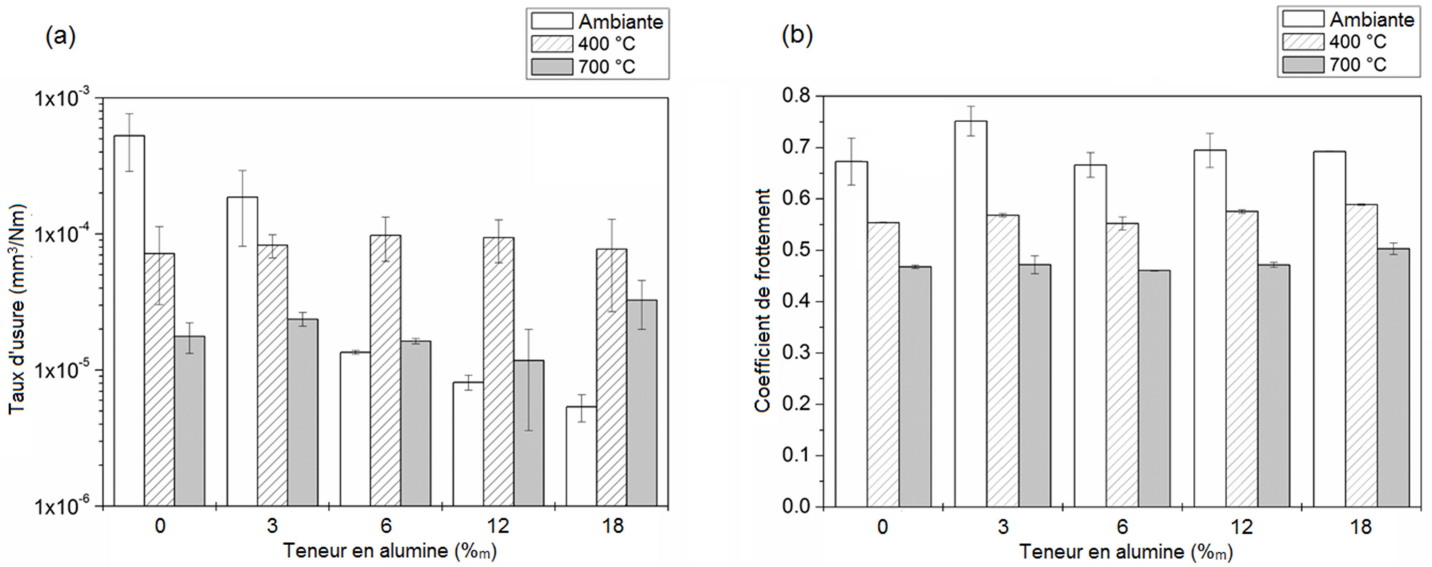 (a)
Ambiante
400 °C
700 °C
1x10⁻³
1x10⁻⁴
1x10⁻⁵
1x10⁻⁶
Taux d'usure (mm³/Nm)
0 3 6 12 18
Teneur en alumine (%m)
(b)
Ambiante
400 °C
700 °C
0.8
0.7
0.6
0.5
0.4
0.3
0.2
0.1
0.0
Coefficient de frottement
0 3 6 12 18
Teneur en alumine (%m)